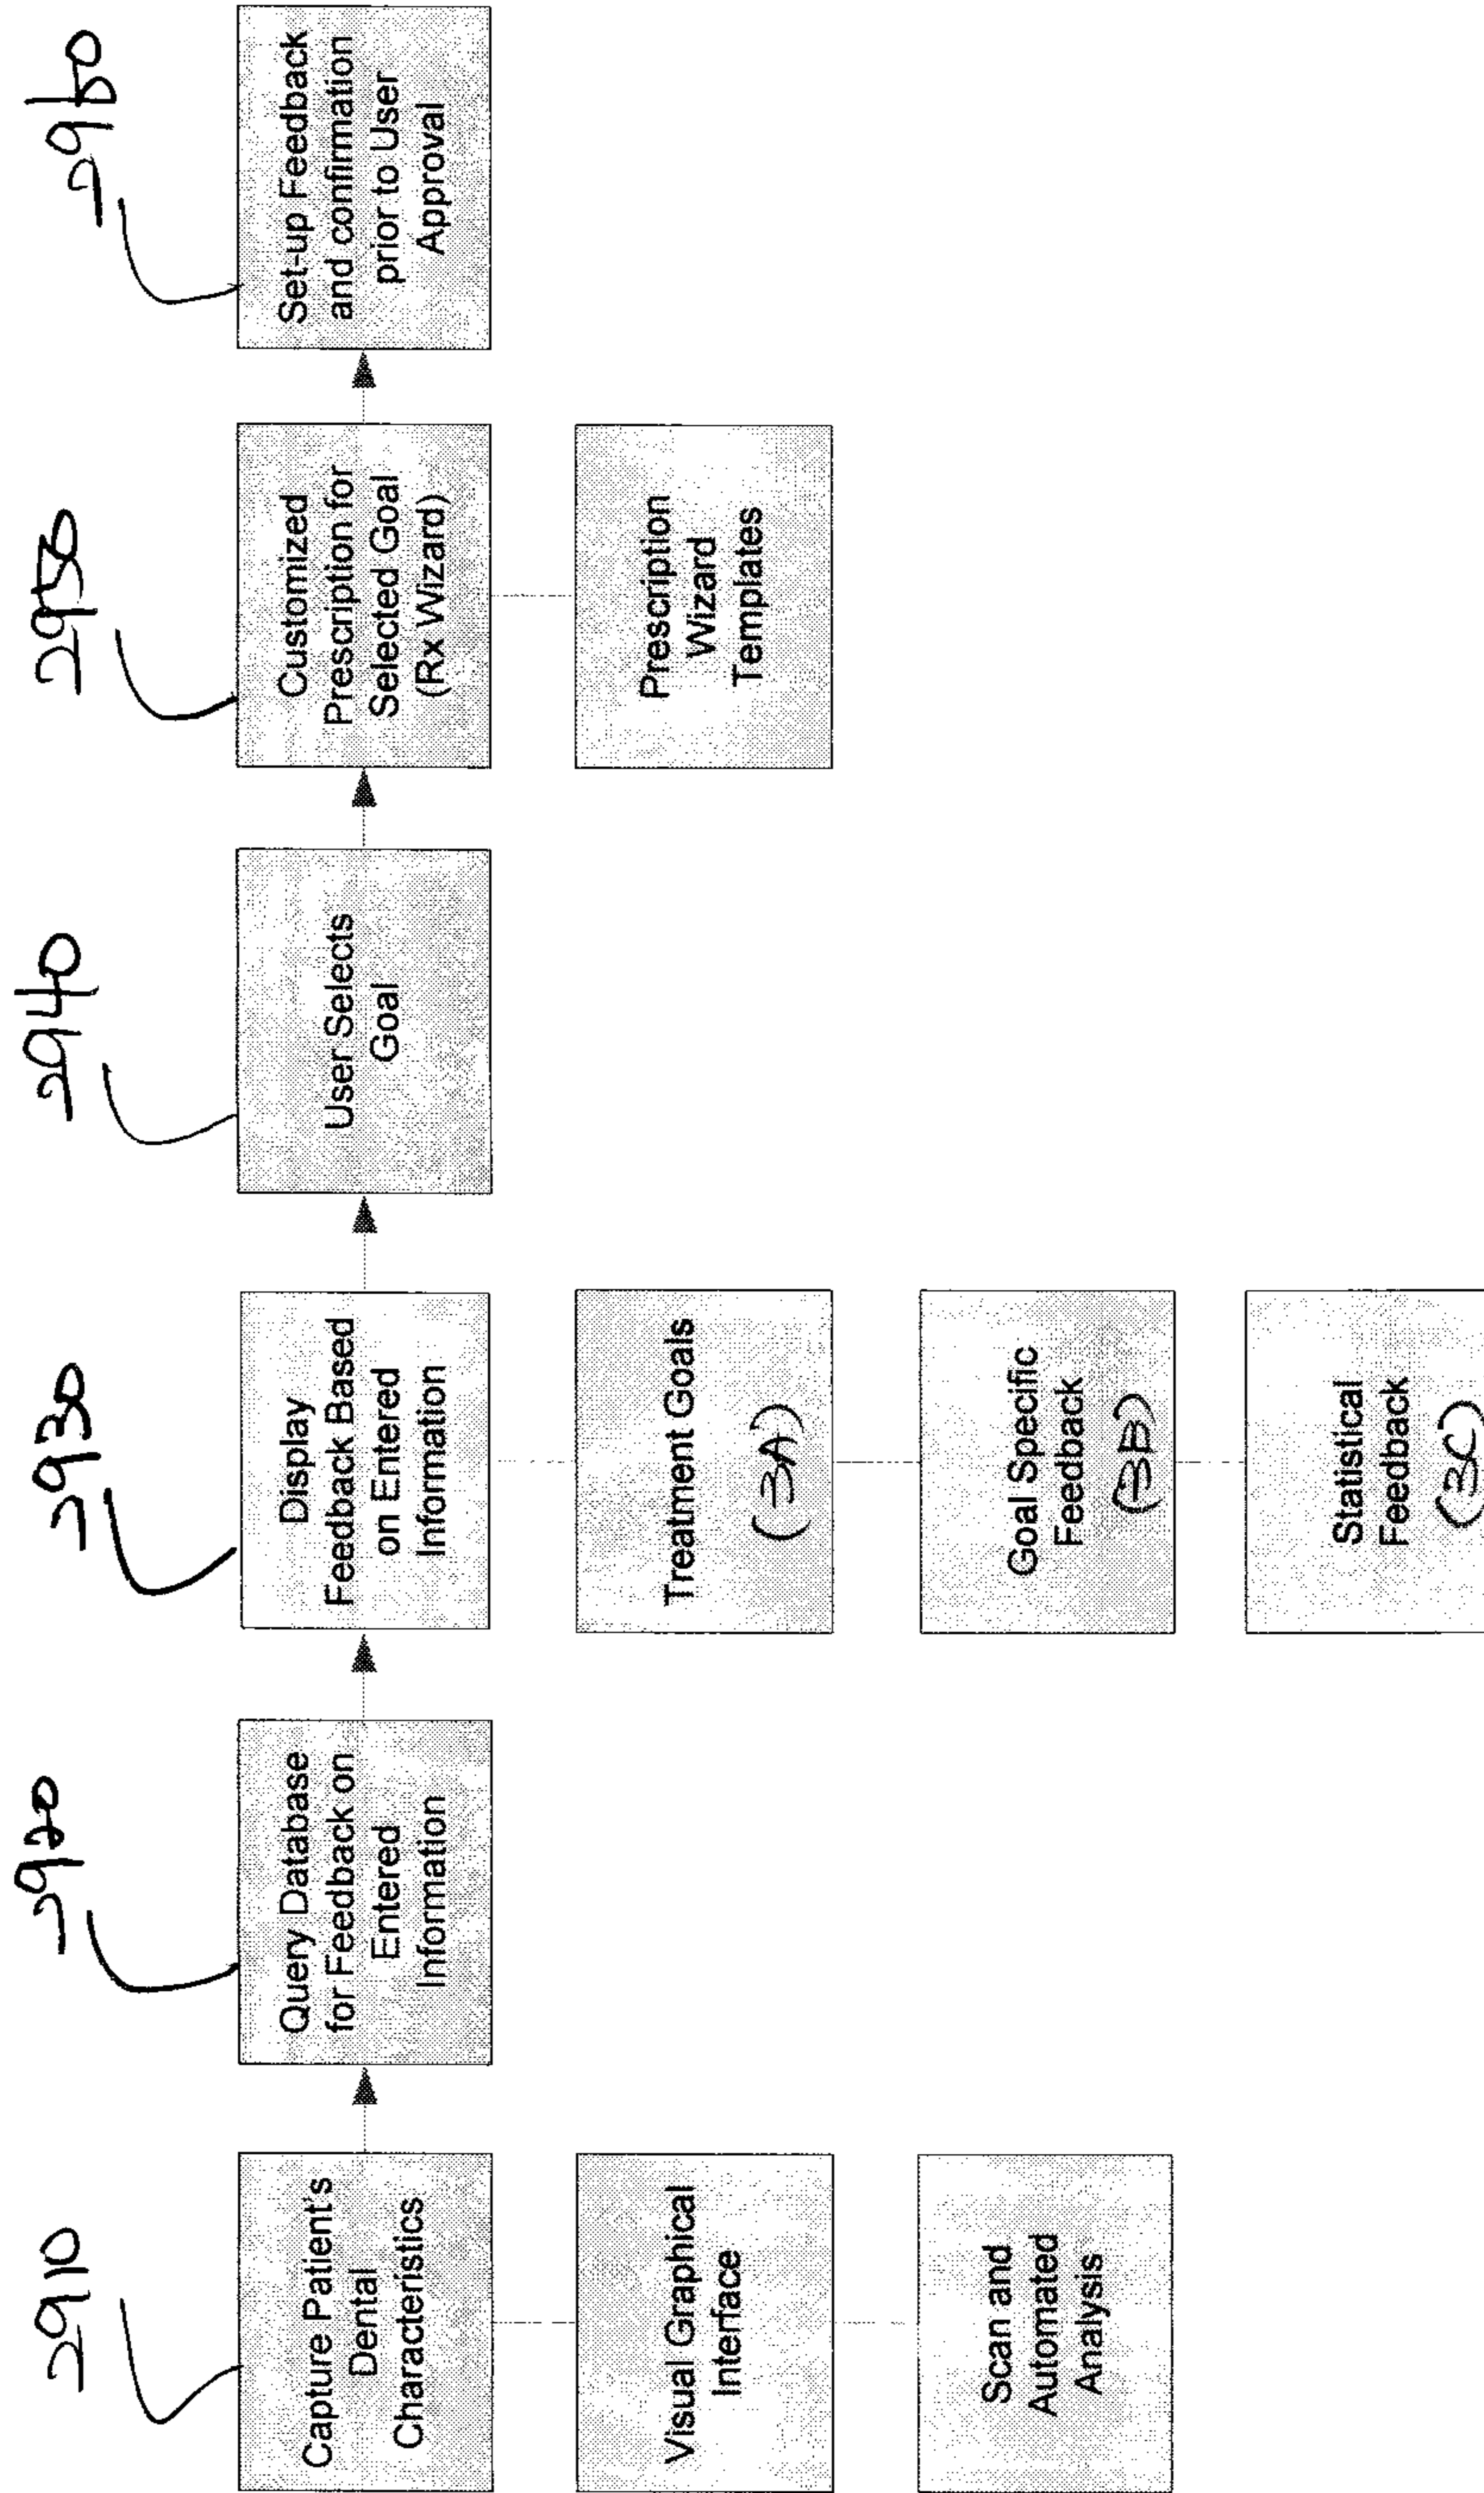 2910
Capture Patient's
Dental
Characteristics
Visual Graphical
Interface
Scan and
Automated
Analysis
2920
Query Database
for Feedback on
Entered
Information
2930
Display
Feedback Based
on Entered
Information
Treatment Goals
(3A)
Goal Specific
Feedback
(3B)
Statistical
Feedback
(3C)
2940
User Selects
Goal
2950
Customized
Prescription for
Selected Goal
(Rx Wizard)
Prescription
Wizard
Templates
2960
Set-up Feedback
and confirmation
prior to User
Approval